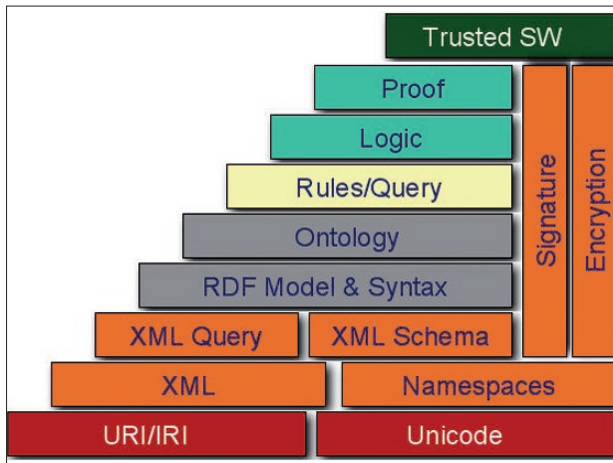 Trusted SW
Proof
Logic
Rules/Query
Ontology
RDF Model & Syntax
XML Query
XML Schema
Signature
Encryption
XML
Namespaces
URI/IRI
Unicode